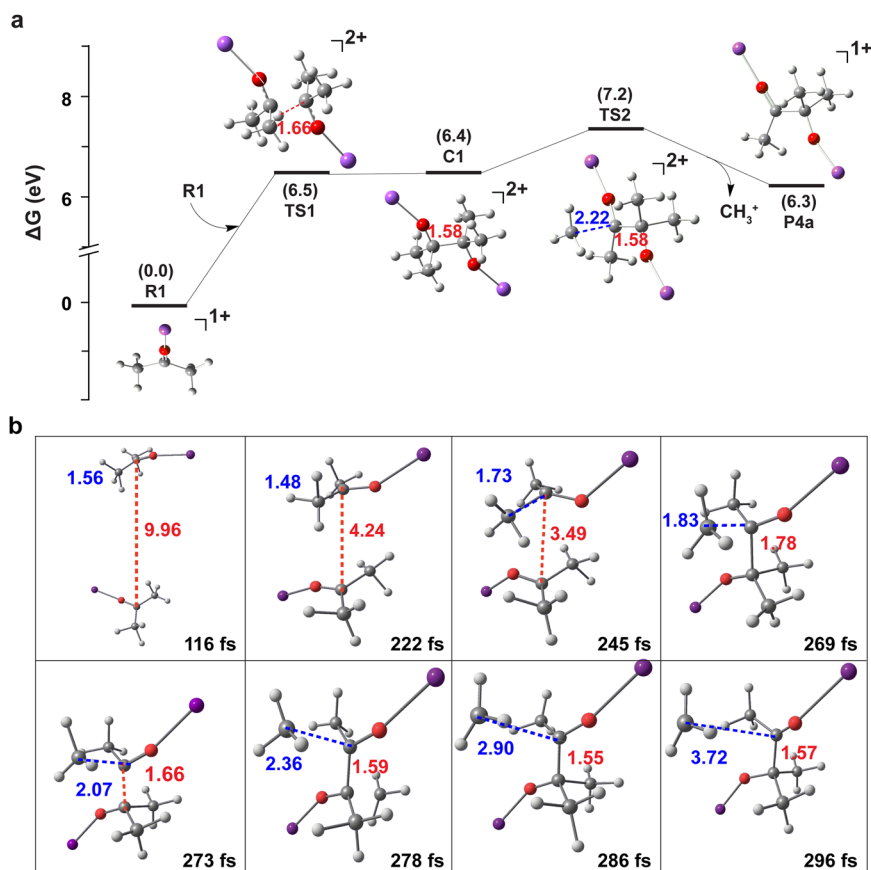 a
ΔG (eV)
8
6
0
(0.0)
R1
⌝1+
R1
⌝2+
1.66
(6.5)
TS1
(6.4)
C1
⌝2+
1.58
(7.2)
TS2
⌝2+
2.22
1.58
⌝1+
CH₃⁺
(6.3)
P4a
b
1.56
9.96
116 fs
1.48
4.24
222 fs
1.73
3.49
245 fs
1.83
1.78
269 fs
2.07
1.66
273 fs
2.36
1.59
278 fs
2.90
1.55
286 fs
3.72
1.57
296 fs